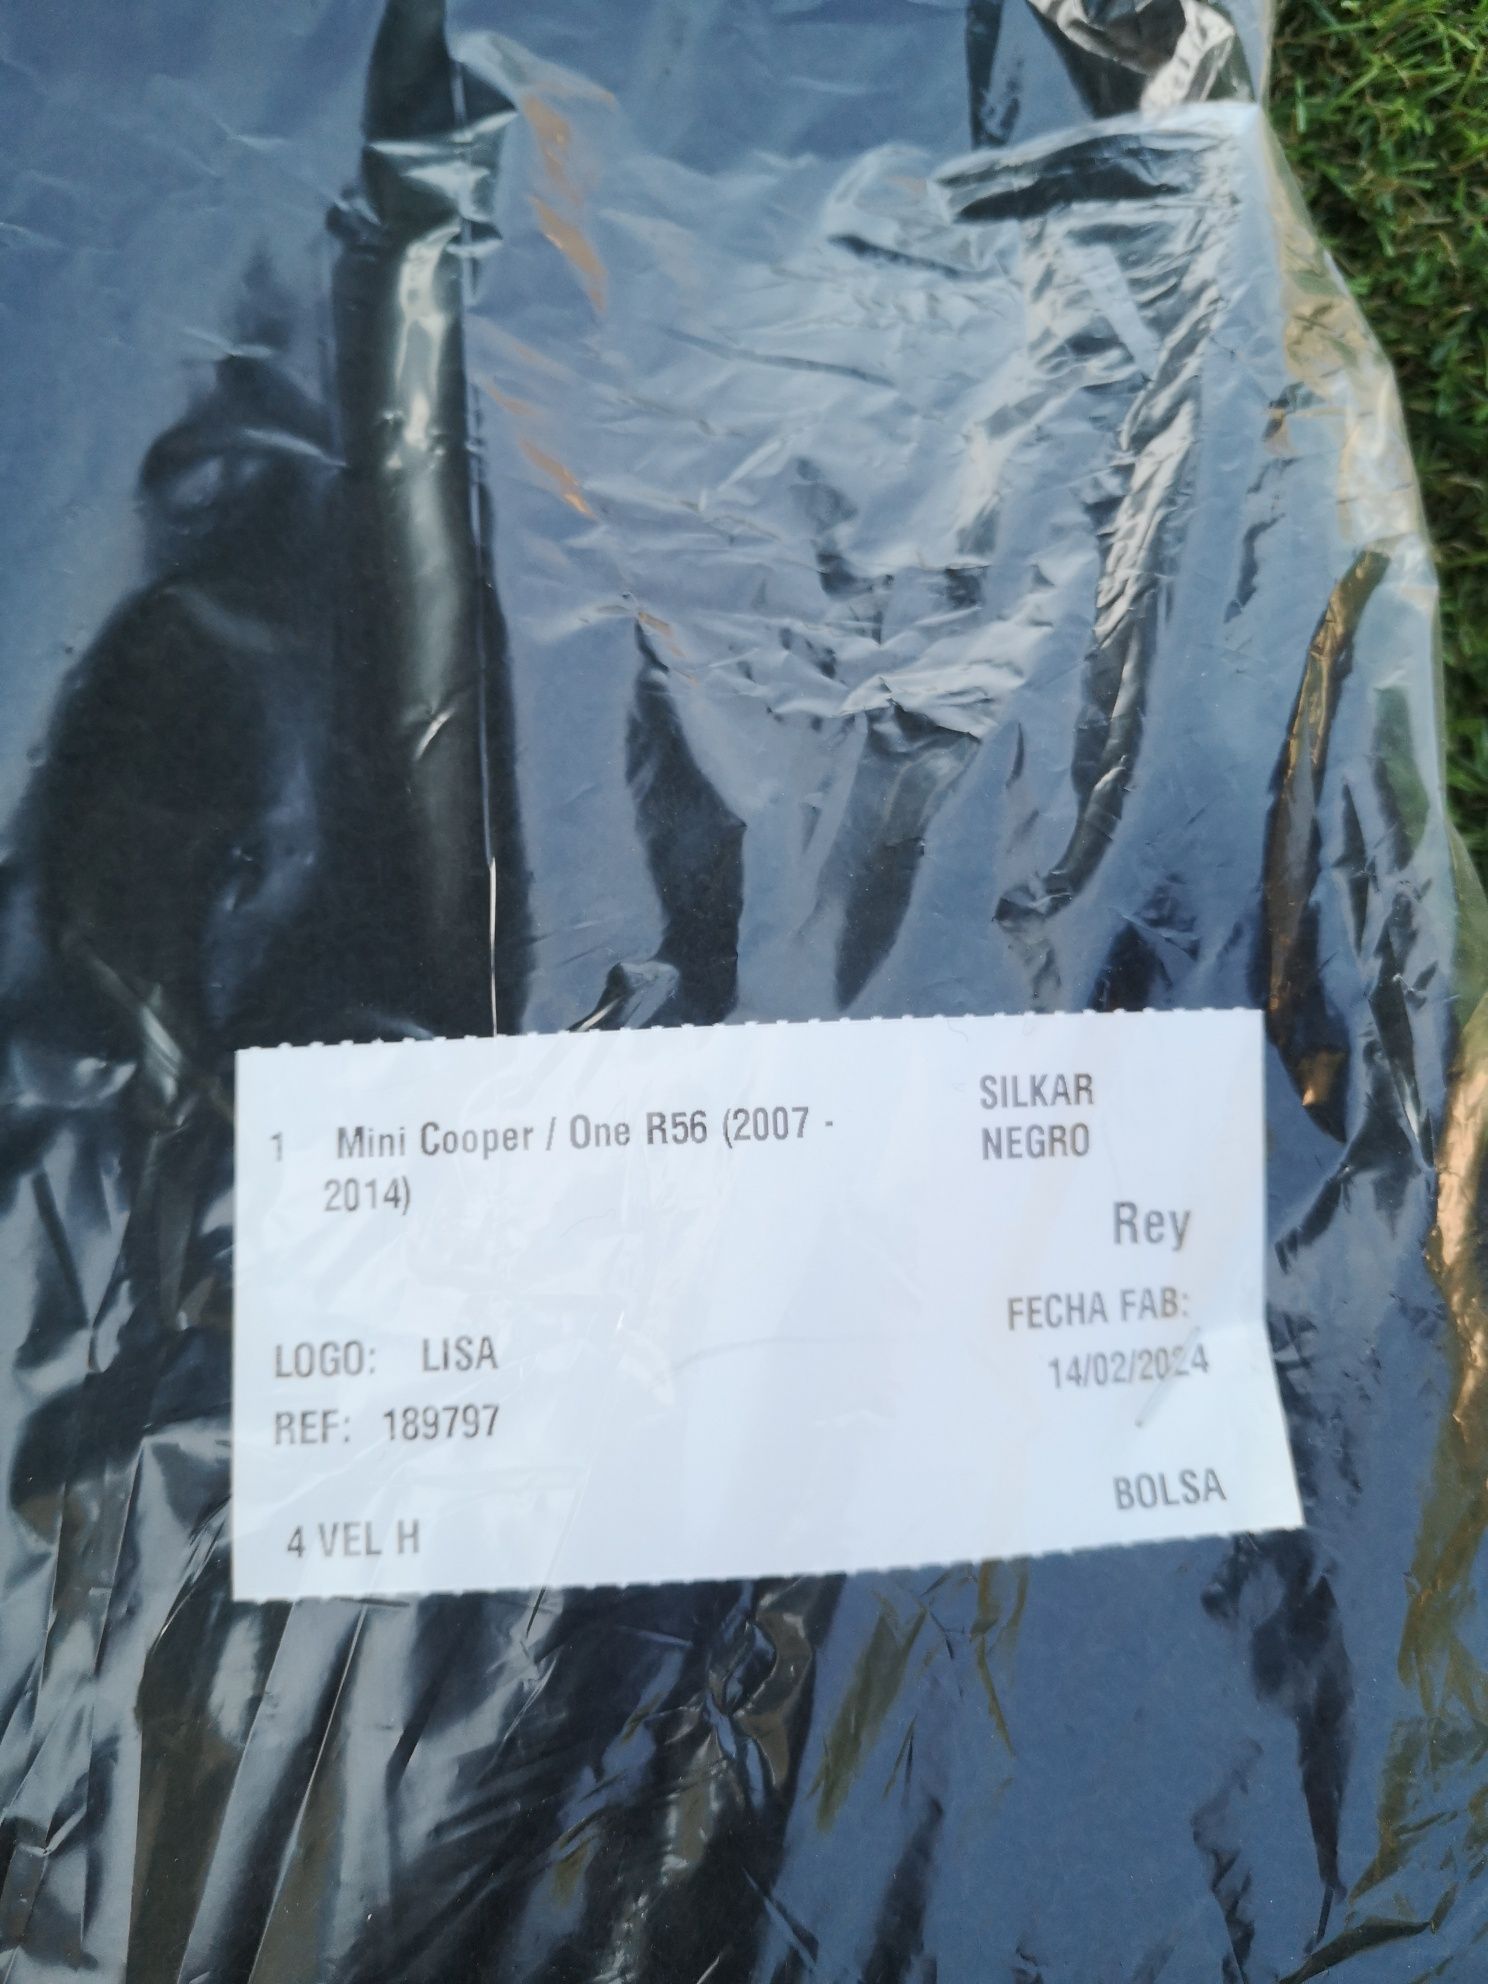 1 Mini Cooper / One R56 (2007 -
2014)
SILKAR
NEGRO
Rey
FECHA FAB:
14/02/2024
LOGO: LISA
REF: 189797
BOLSA
4 VEL H